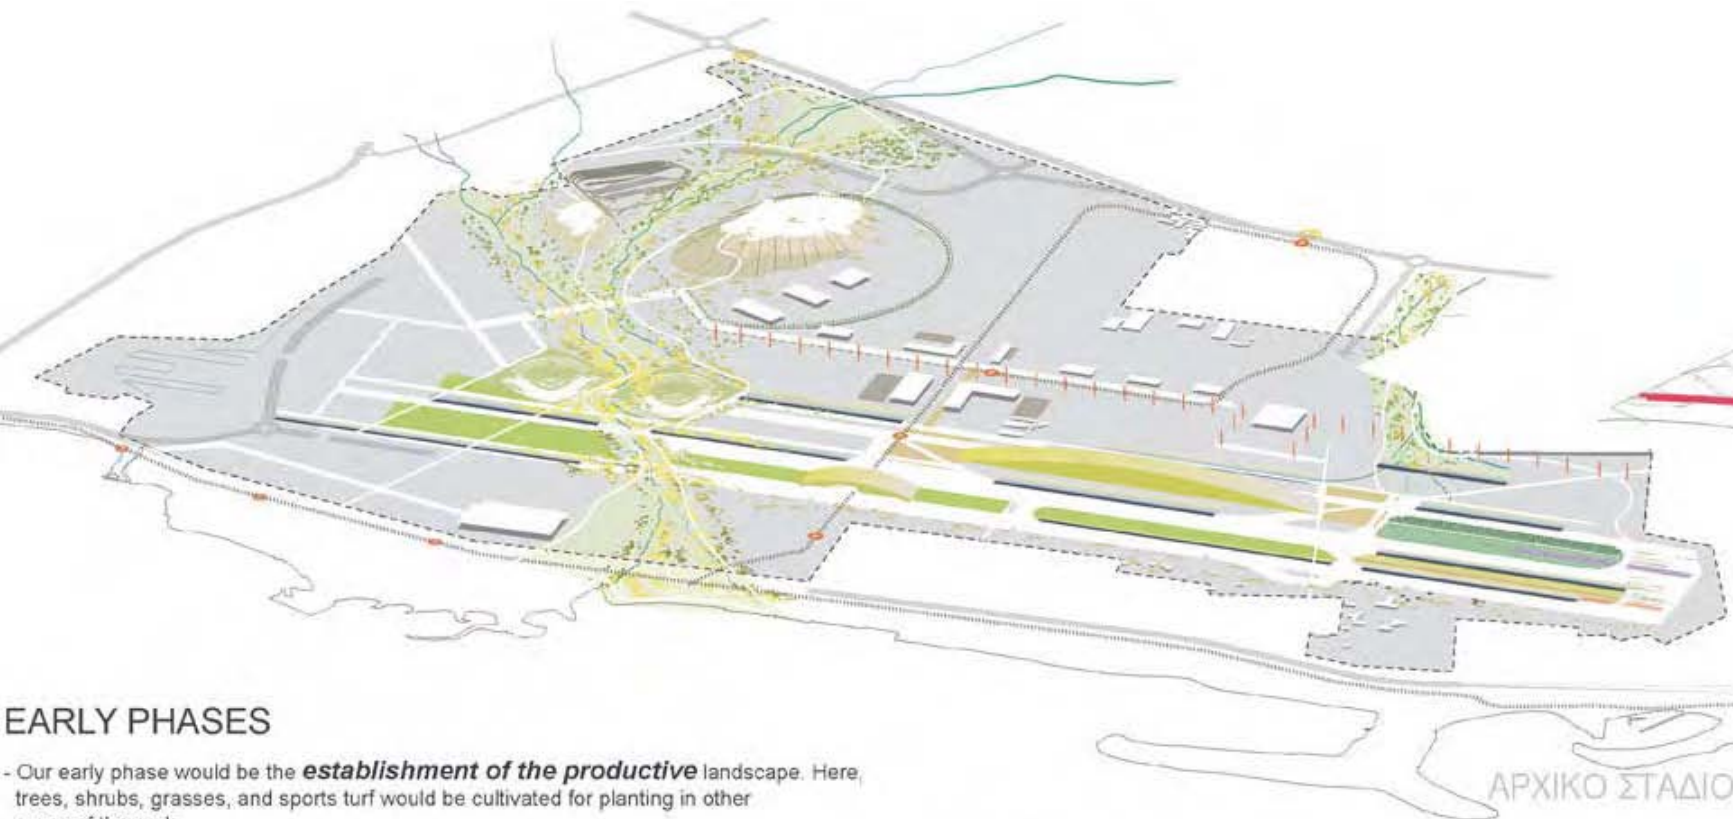 EARLY PHASES
- Our early phase would be the establishment of the productive landscape. Here,
trees, shrubs, grasses, and sports turf would be cultivated for planting in other
ΑΡΧΙΚΟ ΣΤΑΔΙΟ